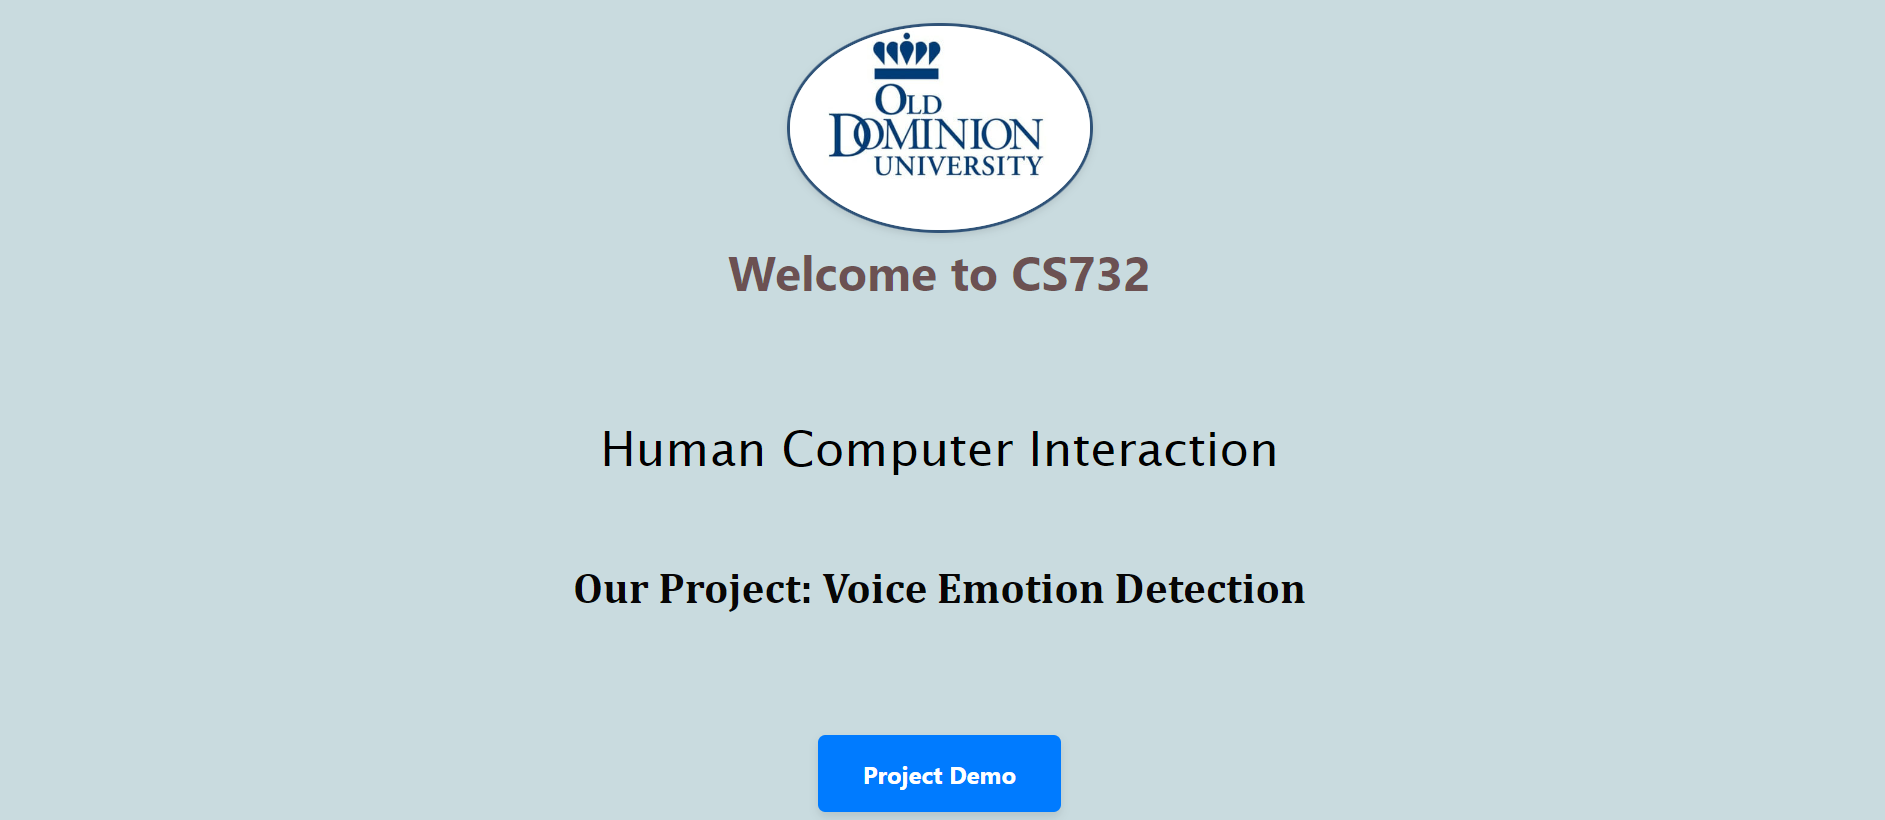 OLD
DOMINION
UNIVERSITY
Welcome to CS732
Human Computer Interaction
Our Project: Voice Emotion Detection
Project Demo